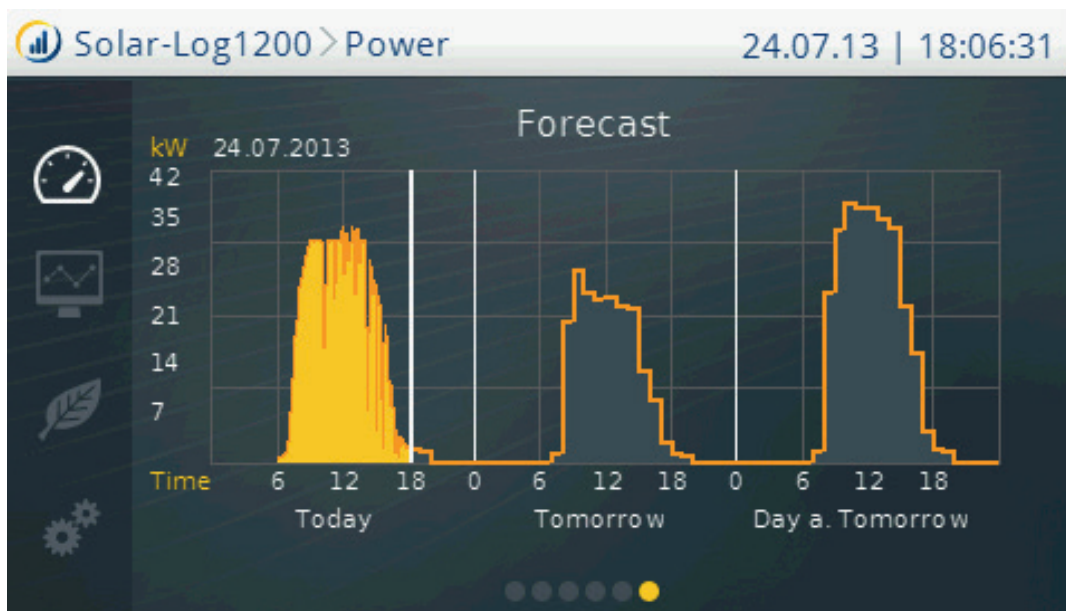 Solar-Log1200 > Power 24.07.13 | 18:06:31
Forecast
kW 24.07.2013
42
35
28
21
14
7
Time 6 12 18 0 6 12 18 0 6 12 18
Today Tomorrow Day a. Tomorrow